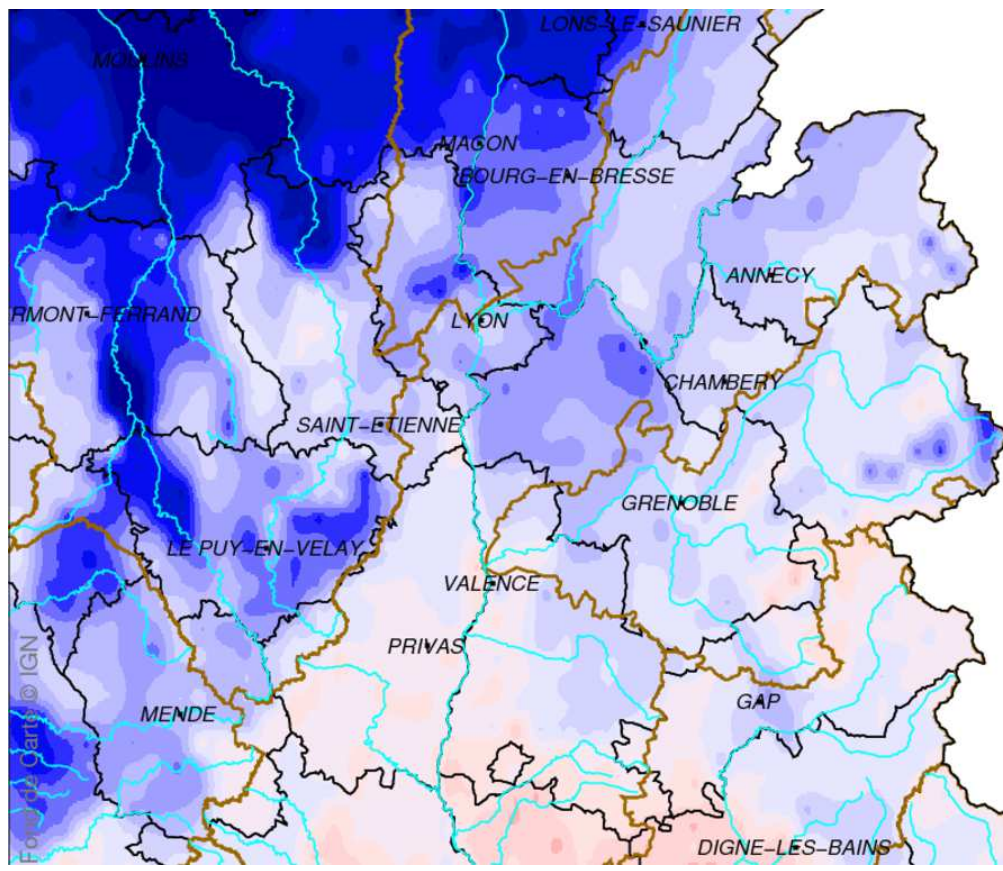 LONS-LE-SAUNIER
MOULINS
MACON
BOURG-EN-BRESSE
ANNECY
RMONT-FERRAND
LYON
CHAMBERY
SAINT-ETIENNE
GRENOBLE
LE PUY-EN-VELAY
VALENCE
PRIVAS
MENDE
GAP
DIGNE-LES-BAINS
Fond de Carte © IGN